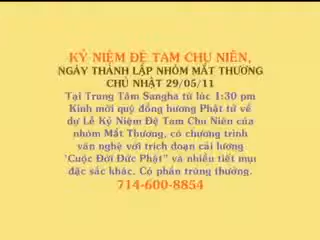 KỶ NIỆM ĐỆ TAM CHU NIÊN,
NGÀY THÀNH LẬP NHÓM MẮT THƯƠNG
CHỦ NHẬT 29/05/11
Tại Trung Tâm Sangha từ lúc 1:30 pm
Kính mời quý đồng hương Phật tử về
dự Lễ Kỷ Niệm Đệ Tam Chu Niên của
nhóm Mắt Thương, có chương trình
văn nghệ với trích đoạn cải lương
"Cuộc Đời Đức Phật" và nhiều tiết mục
đặc sắc khác. Có phần trúng thưởng.
714-600-8854